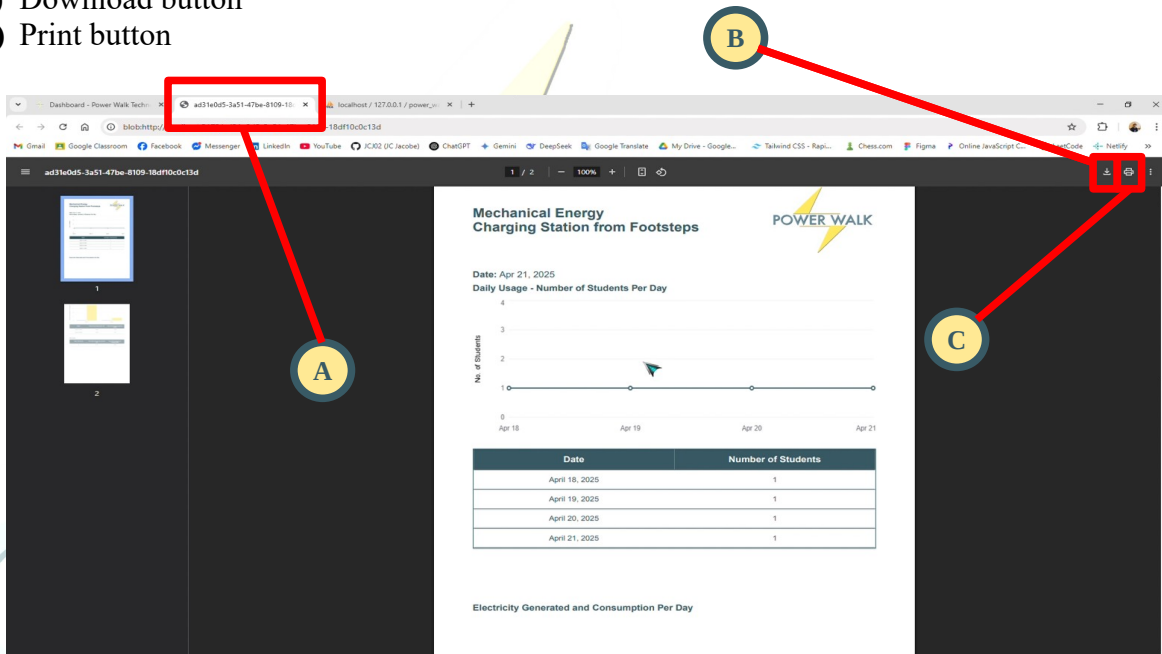 ) Download button
) Print button
B
Dashboard - Power Walk Techn
ad31e0d5-3a51-47be-8109-18
localhost / 127.0.0.1 / power_w
blob:http:/
-18df10c0c13d
Gmail Google Classroom Facebook Messenger LinkedIn YouTube JCJ02 (JC Jacobe) ChatGPT Gemini DeepSeek Google Translate My Drive - Google... Tailwind CSS - Rapi... Chess.com Figma Online JavaScript C... Netlify
ad31e0d5-3a51-47be-8109-18df10c0c13d
1 / 2 — 100% +
Mechanical Energy
Charging Station from Footsteps
POWER WALK
Date: Apr 21, 2025
Daily Usage - Number of Students Per Day
4
3
2
1
0
No. of Students
Apr 18 Apr 19 Apr 20 Apr 21
Date Number of Students
April 18, 2025 1
April 19, 2025 1
April 20, 2025 1
April 21, 2025 1
Electricity Generated and Consumption Per Day
1
2
A
C